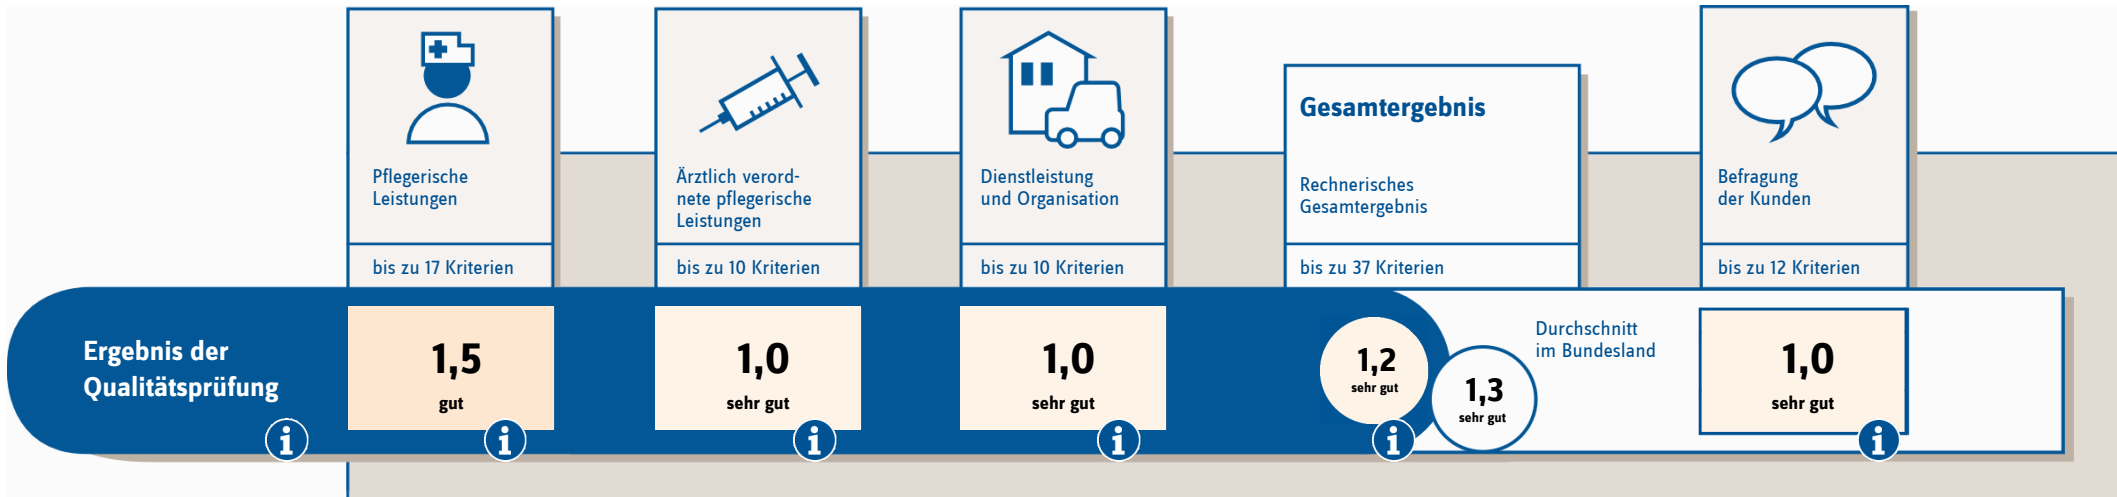 Pflegerische
Leistungen
bis zu 17 Kriterien
Ärztlich verord-
nete pflegerische
Leistungen
bis zu 10 Kriterien
Dienstleistung
und Organisation
bis zu 10 Kriterien
Gesamtergebnis
Rechnerisches
Gesamtergebnis
bis zu 37 Kriterien
Befragung
der Kunden
bis zu 12 Kriterien
Ergebnis der
Qualitätsprüfung
i
1,5
gut
i
1,0
sehr gut
i
1,0
sehr gut
i
1,2
sehr gut
i
1,3
sehr gut
Durchschnitt
im Bundesland
1,0
sehr gut
i